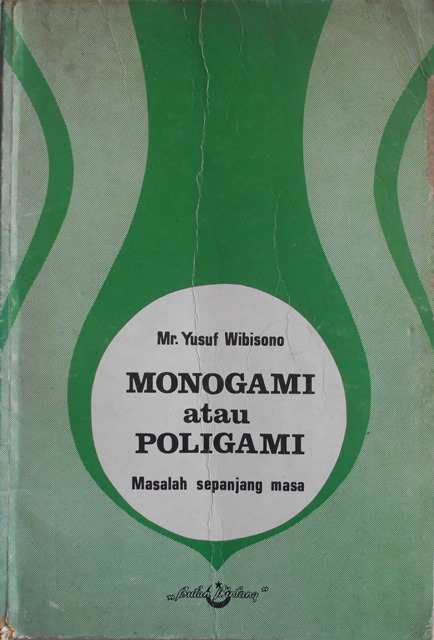 Mr. Yusuf Wibisono
MONOGAMI
atau
POLIGAMI
Masalah sepanjang masa
„Bulan Bintang"